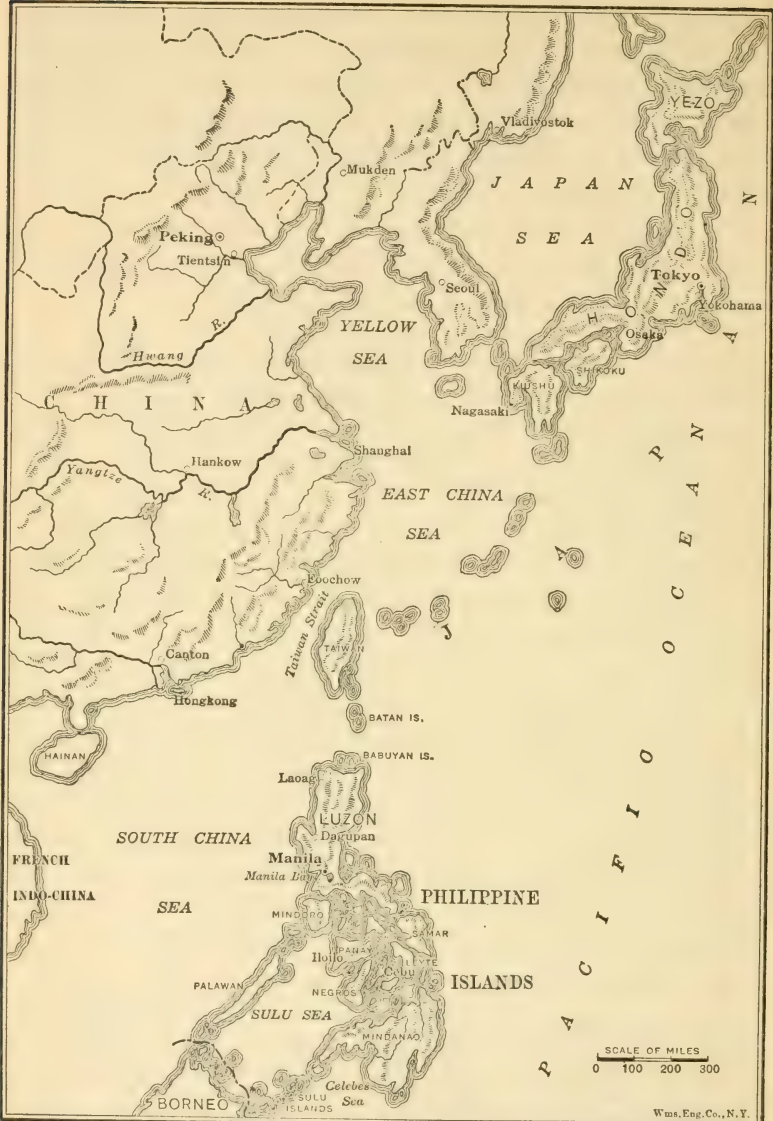 Vladivostok
YEZO
Mukden
JAPAN
SEA
Peking
Tientsin
Seoul
HONDO
Tokyo
Yokohama
Osaka
YELLOW
SEA
Hwang R.
SHIKOKU
KIUSHU
Nagasaki
CHINA
Shanghai
Hankow
Yangtze R.
EAST CHINA
SEA
JAPAN
Foochow
Taiwan Strait
TAIWAN
Canton
Hongkong
BATAN IS.
HAINAN
BABUYAN IS.
Laoag
LUZON
Dagupan
SOUTH CHINA
SEA
Manila
Manila Bay
FRENCH
INDO-CHINA
PHILIPPINE
ISLANDS
MINDORO
SAMAR
PANAY
Iloilo
LEYTE
Cebu
PALAWAN
NEGROS
SULU SEA
MINDANAO
PACIFIC OCEAN
SCALE OF MILES
0 100 200 300
Celebes
Sea
SULU
ISLANDS
BORNEO
Wms. Eng. Co., N. Y.